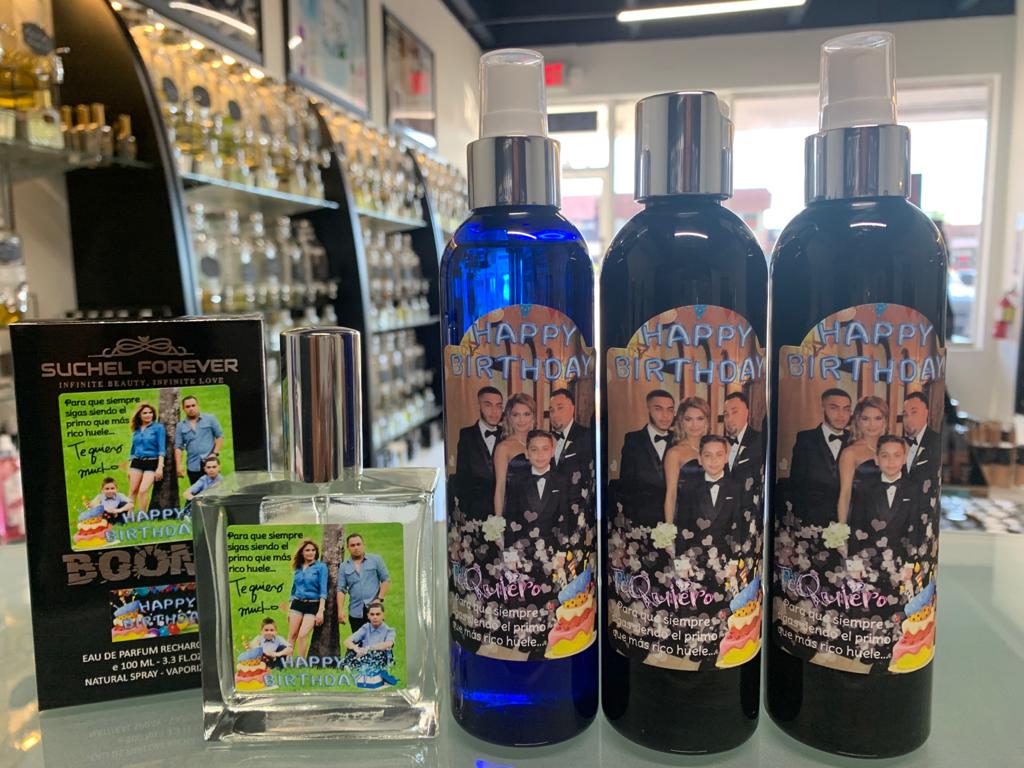 SUCHEL FOREVER
INFINITE BEAUTY, INFINITE LOVE
Para que siempre
sigas siendo el
primo que más
rico huele...
Te quiero
mucho
HAPPY
BIRTHDAY
HAPPY
EAU DE PARFUM
e 100 ML - 3.3
NATURAL SPRAY -
Para que siempre
sigas siendo el
primo que más
rico huele...
Te quiero
mucho
HAPPY
BIRTHDAY
HAPPY
BIRTHDAY
Quiero
Para que siempre
sigas siendo el primo
que más rico huele...
HAPPY
BIRTHDAY
Quiero
Para que siempre
sigas siendo el primo
que más rico huele...
HAPPY
BIRTHDAY
Quiero
Para que siempre
sigas siendo el primo
que más rico huele...